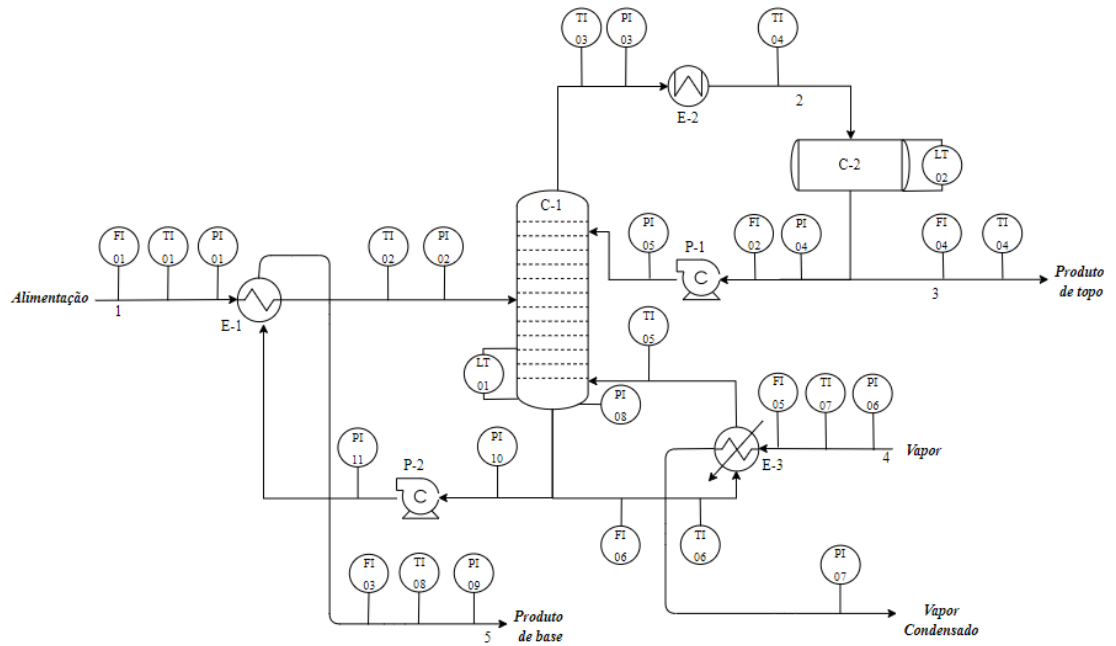 TI
03
PI
03
TI
04
2
E-2
C-2
LT
02
C-1
FI
01
TI
01
PI
01
TI
02
PI
02
PI
05
P-1
FI
02
PI
04
FI
04
TI
04
Alimentação
1
E-1
3
Produto
de topo
TI
05
LT
01
PI
08
FI
05
TI
07
PI
06
E-3
4
Vapor
PI
11
P-2
PI
10
FI
06
TI
06
FI
03
TI
08
PI
09
5
Produto
de base
PI
07
Vapor
Condensado
C
C